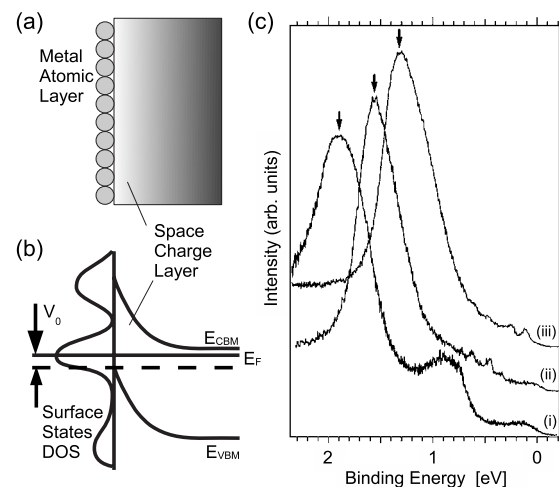 (a)
Metal
Atomic
Layer
Space
Charge
Layer
(b)
V0
ECBM
EF
Surface
States
DOS
EVBM
(c)
Intensity (arb. units)
(iii)
(ii)
(i)
2 1 0
Binding Energy [eV]